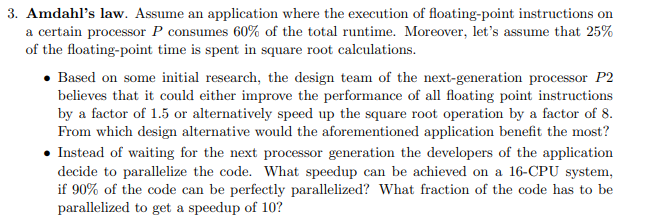 3. Amdahl's law. Assume an application where the execution of floating-point instructions on
a certain processor P consumes 60% of the total runtime. Moreover, let's assume that 25%
of the floating-point time is spent in square root calculations.
• Based on some initial research, the design team of the next-generation processor P2
believes that it could either improve the performance of all floating point instructions
by a factor of 1.5 or alternatively speed up the square root operation by a factor of 8.
From which design alternative would the aforementioned application benefit the most?
• Instead of waiting for the next processor generation the developers of the application
decide to parallelize the code. What speedup can be achieved on a 16-CPU system,
if 90% of the code can be perfectly parallelized? What fraction of the code has to be
parallelized to get a speedup of 10?